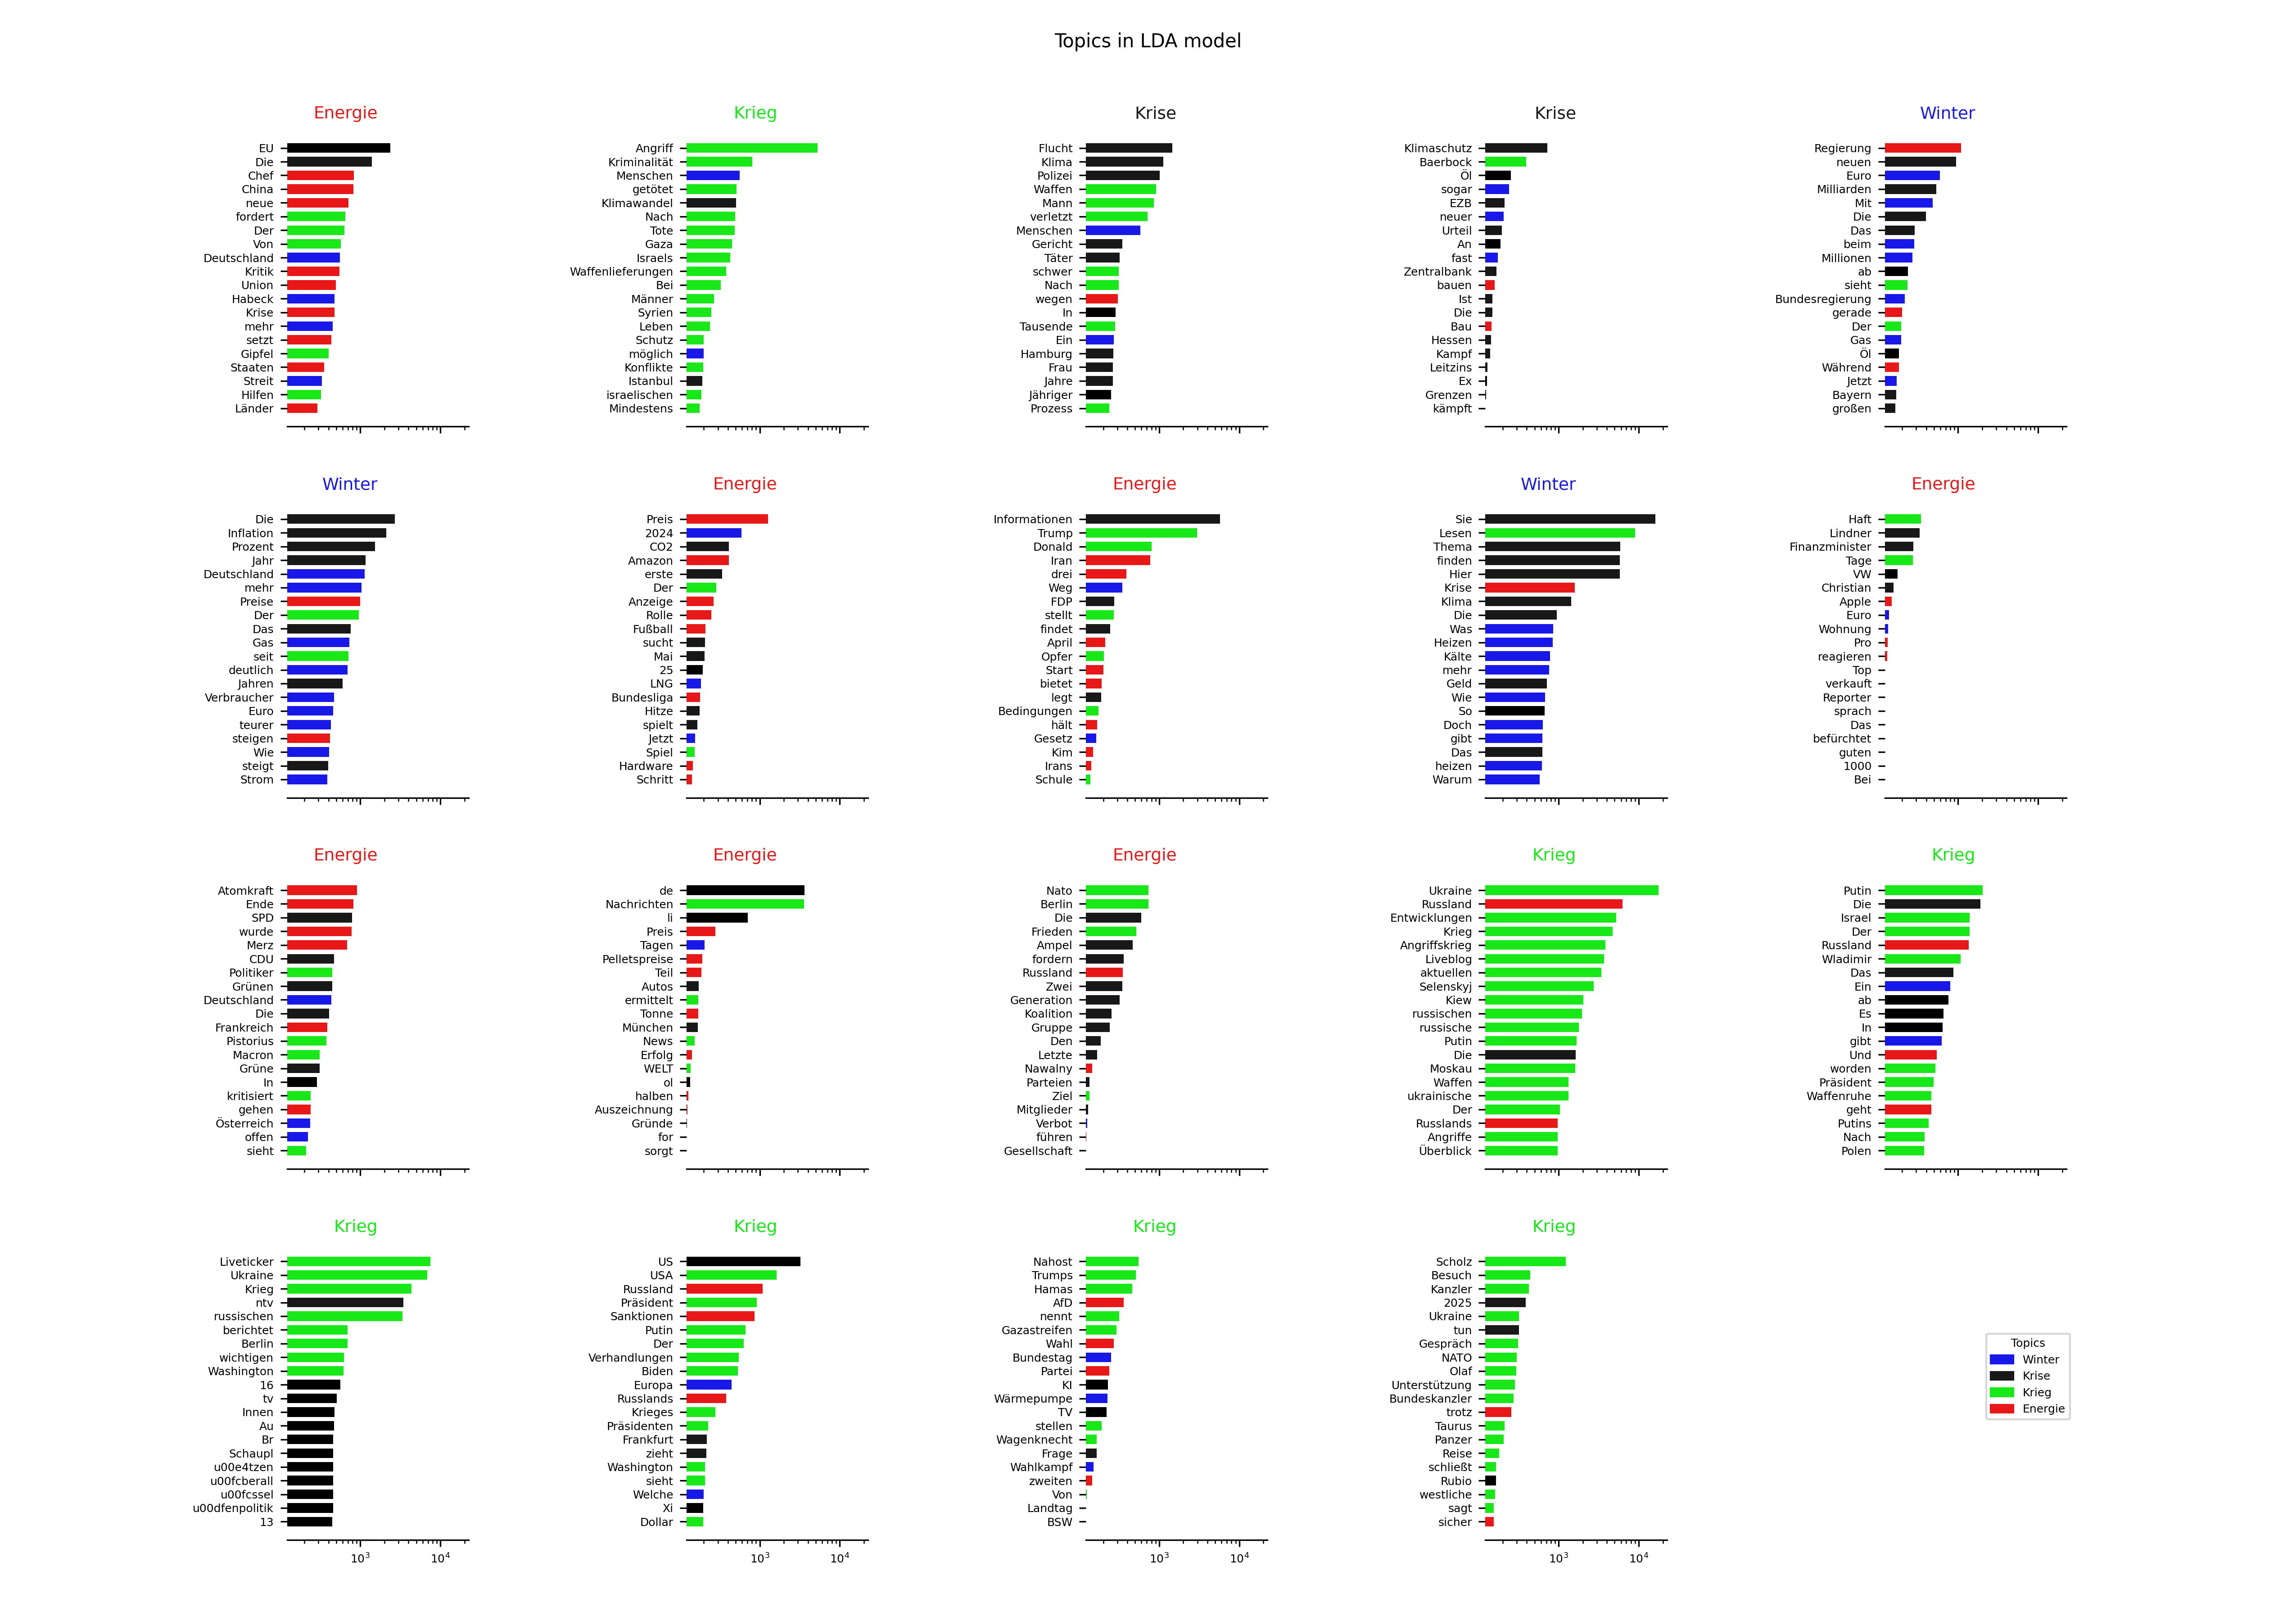 Topics in LDA model
Energie
EU
Die
Chef
China
neue
fordert
Der
Von
Deutschland
Kritik
Union
Habeck
Krise
mehr
setzt
Gipfel
Staaten
Streit
Hilfen
Länder
Krieg
Angriff
Kriminalität
Menschen
getötet
Klimawandel
Nach
Tote
Gaza
Israels
Waffenlieferungen
Bei
Männer
Syrien
Leben
Schutz
möglich
Konflikte
Istanbul
israelischen
Mindestens
Krise
Flucht
Klima
Polizei
Waffen
Mann
verletzt
Menschen
Gericht
Täter
schwer
Nach
wegen
In
Tausende
Ein
Hamburg
Frau
Jahre
Jähriger
Prozess
Krise
Klimaschutz
Baerbock
Öl
sogar
EZB
neuer
Urteil
An
fast
Zentralbank
bauen
Ist
Die
Bau
Hessen
Kampf
Leitzins
Ex
Grenzen
kämpft
Winter
Regierung
neuen
Euro
Milliarden
Mit
Die
Das
beim
Millionen
ab
sieht
Bundesregierung
gerade
Der
Gas
Öl
Während
Jetzt
Bayern
großen
Winter
Die
Inflation
Prozent
Jahr
Deutschland
mehr
Preise
Der
Das
Gas
seit
deutlich
Jahren
Verbraucher
Euro
teurer
steigen
Wie
steigt
Strom
Energie
Preis
2024
CO2
Amazon
erste
Der
Anzeige
Rolle
Fußball
sucht
Mai
25
LNG
Bundesliga
Hitze
spielt
Jetzt
Spiel
Hardware
Schritt
Energie
Informationen
Trump
Donald
Iran
drei
Weg
FDP
stellt
findet
April
Opfer
Start
bietet
legt
Bedingungen
hält
Gesetz
Kim
Irans
Schule
Winter
Sie
Lesen
Thema
finden
Hier
Krise
Klima
Die
Was
Heizen
Kälte
mehr
Geld
Wie
So
Doch
gibt
Das
heizen
Warum
Energie
Haft
Lindner
Finanzminister
Tage
VW
Christian
Apple
Euro
Wohnung
Pro
reagieren
Top
verkauft
Reporter
sprach
Das
befürchtet
guten
1000
Bei
Energie
Atomkraft
Ende
SPD
wurde
Merz
CDU
Politiker
Grünen
Deutschland
Die
Frankreich
Pistorius
Macron
Grüne
In
kritisiert
gehen
Österreich
offen
sieht
Energie
de
Nachrichten
li
Preis
Tagen
Pelletspreise
Teil
Autos
ermittelt
Tonne
München
News
Erfolg
WELT
ol
halben
Auszeichnung
Gründe
for
sorgt
Energie
Nato
Berlin
Die
Frieden
Ampel
fordern
Russland
Zwei
Generation
Koalition
Gruppe
Den
Letzte
Nawalny
Parteien
Ziel
Mitglieder
Verbot
führen
Gesellschaft
Krieg
Ukraine
Russland
Entwicklungen
Krieg
Angriffskrieg
Liveblog
aktuellen
Selenskyj
Kiew
russischen
russische
Putin
Die
Moskau
Waffen
ukrainische
Der
Russlands
Angriffe
Überblick
Krieg
Putin
Die
Israel
Der
Russland
Wladimir
Das
Ein
ab
Es
In
gibt
Und
worden
Präsident
Waffenruhe
geht
Putins
Nach
Polen
Krieg
Liveticker
Ukraine
Krieg
ntv
russischen
berichtet
Berlin
wichtigen
Washington
16
tv
Innen
Au
Br
Schaupl
u00e4tzen
u00fcberall
u00fcssel
u00dfenpolitik
13
10³ 10⁴
Krieg
US
USA
Russland
Präsident
Sanktionen
Putin
Der
Verhandlungen
Biden
Europa
Russlands
Krieges
Präsidenten
Frankfurt
zieht
Washington
sieht
Welche
Xi
Dollar
10³ 10⁴
Krieg
Nahost
Trumps
Hamas
AfD
nennt
Gazastreifen
Wahl
Bundestag
Partei
KI
Wärmepumpe
TV
stellen
Wagenknecht
Frage
Wahlkampf
zweiten
Von
Landtag
BSW
10³ 10⁴
Krieg
Scholz
Besuch
Kanzler
2025
Ukraine
tun
Gespräch
NATO
Olaf
Unterstützung
Bundeskanzler
trotz
Taurus
Panzer
Reise
schließt
Rubio
westliche
sagt
sicher
10³ 10⁴
Topics
Winter
Krise
Krieg
Energie